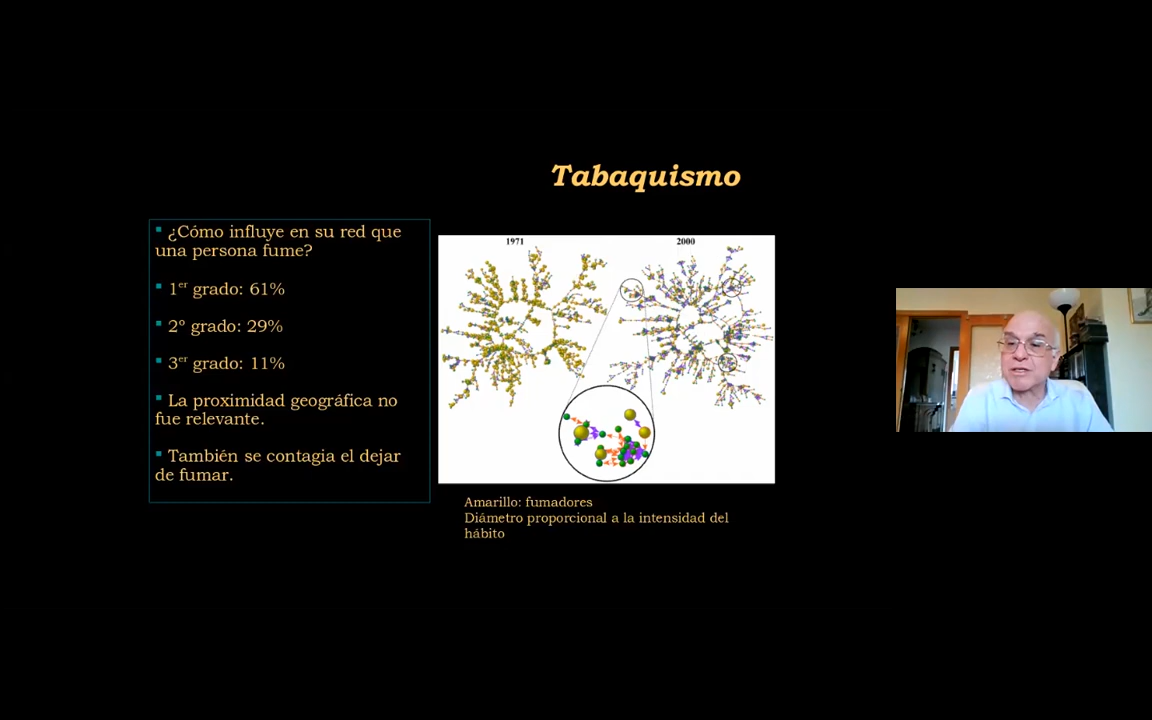 Tabaquismo
▪ ¿Cómo influye en su red que
una persona fume?
▪ 1er grado: 61%
▪ 2º grado: 29%
▪ 3er grado: 11%
▪ La proximidad geográfica no
fue relevante.
▪ También se contagia el dejar
de fumar.
1971
2000
Amarillo: fumadores
Diámetro proporcional a la intensidad del
hábito